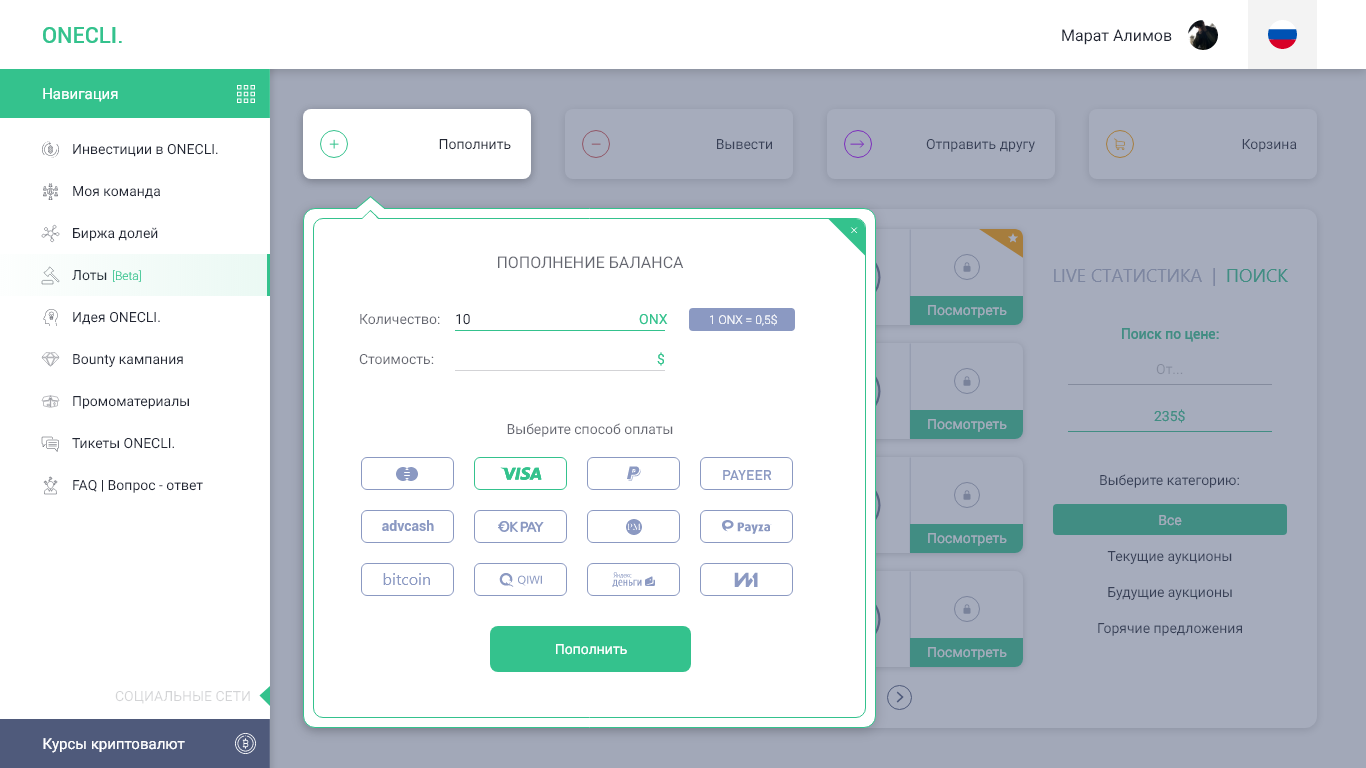 ONECLI.
Марат Алимов
Навигация
Инвестиции в ONECLI.
Моя команда
Биржа долей
Лоты [Beta]
Идея ONECLI.
Bounty кампания
Промоматериалы
Тикеты ONECLI.
FAQ | Вопрос - ответ
СОЦИАЛЬНЫЕ СЕТИ
Курсы криптовалют
Пополнить
Вывести
Отправить другу
Корзина
ПОПОЛНЕНИЕ БАЛАНСА
Количество: 10 ONX 1 ONX = 0,5$
Стоимость: $
Выберите способ оплаты
VISA
PAYEER
advcash
OKPAY
PM
Payza
bitcoin
QIWI
Яндекс
деньги
Пополнить
Посмотреть
Посмотреть
Посмотреть
Посмотреть
LIVE СТАТИСТИКА | ПОИСК
Поиск по цене:
От...
235$
Выберите категорию:
Все
Текущие аукционы
Будущие аукционы
Горячие предложения